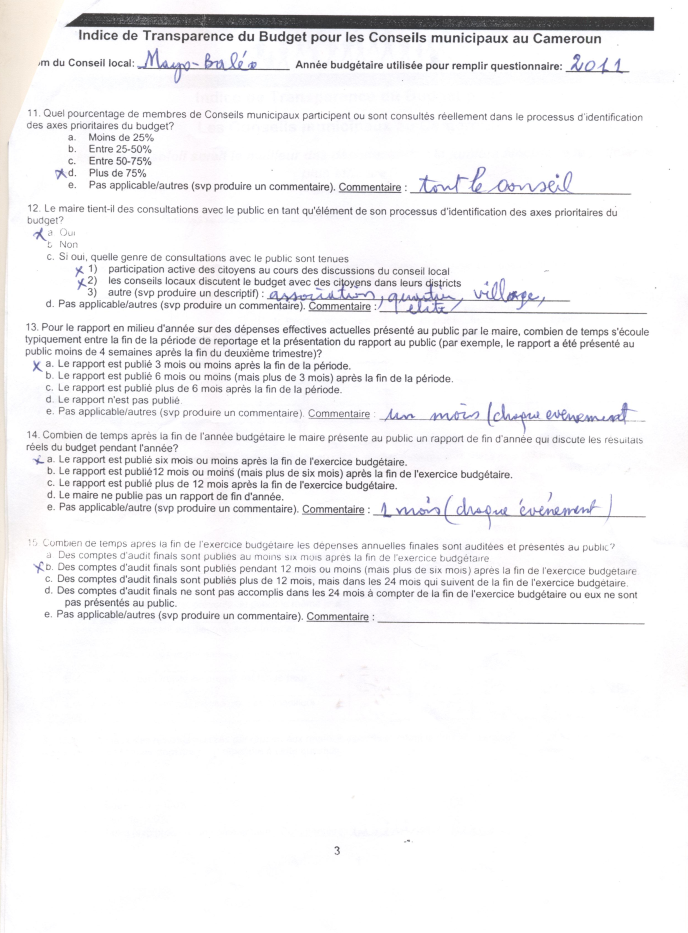 Indice de Transparence du Budget pour les Conseils municipaux au Cameroun
om du Conseil local: Mayo-Baléo Année budgétaire utilisée pour remplir questionnaire: 2011
11. Quel pourcentage de membres de Conseils municipaux participent ou sont consultés réellement dans le processus d'identification
des axes prioritaires du budget?
a. Moins de 25%
b. Entre 25-50%
c. Entre 50-75%
x d. Plus de 75%
e. Pas applicable/autres (svp produire un commentaire). Commentaire : tout le conseil
12. Le maire tient-il des consultations avec le public en tant qu'élément de son processus d'identification des axes prioritaires du
budget?
x a. Oui
b. Non
c. Si oui, quelle genre de consultations avec le public sont tenues
x 1) participation active des citoyens au cours des discussions du conseil local
x 2) les conseils locaux discutent le budget avec des citoyens dans leurs districts
3) autre (svp produire un descriptif) : association, quartier, village,
d. Pas applicable/autres (svp produire un commentaire). Commentaire : élite
13. Pour le rapport en milieu d'année sur des dépenses effectives actuelles présenté au public par le maire, combien de temps s'écoule
typiquement entre la fin de la période de reportage et la présentation du rapport au public (par exemple, le rapport a été présenté au
public moins de 4 semaines après la fin du deuxième trimestre)?
x a. Le rapport est publié 3 mois ou moins après la fin de la période.
b. Le rapport est publié 6 mois ou moins (mais plus de 3 mois) après la fin de la période.
c. Le rapport est publié plus de 6 mois après la fin de la période.
d. Le rapport n'est pas publié.
e. Pas applicable/autres (svp produire un commentaire). Commentaire : un mois (chaque évènement
14. Combien de temps après la fin de l'année budgétaire le maire présente au public un rapport de fin d'année qui discute les résultats
réels du budget pendant l'année?
x a. Le rapport est publié six mois ou moins après la fin de l'exercice budgétaire.
b. Le rapport est publié12 mois ou moins (mais plus de six mois) après la fin de l'exercice budgétaire.
c. Le rapport est publié plus de 12 mois après la fin de l'exercice budgétaire.
d. Le maire ne publie pas un rapport de fin d'année.
e. Pas applicable/autre (svp produire un commentaire). Commentaire : 1 mois (chaque événement)
15. Combien de temps après la fin de l'exercice budgétaire les dépenses annuelles finales sont auditées et présentés au public?
a Des comptes d'audit finals sont publiés au moins six mois après la fin de l'exercice budgétaire
x b. Des comptes d'audit finals sont publiés pendant 12 mois ou moins (mais plus de six mois) après la fin de l'exercice budgétaire
c. Des comptes d'audit finals sont publiés plus de 12 mois, mais dans les 24 mois qui suivent de la fin de l'exercice budgétaire.
d. Des comptes d'audit finals ne sont pas accomplis dans les 24 mois à compter de la fin de l'exercice budgétaire ou eux ne sont
pas présentés au public.
e. Pas applicable/autres (svp produire un commentaire). Commentaire :
3